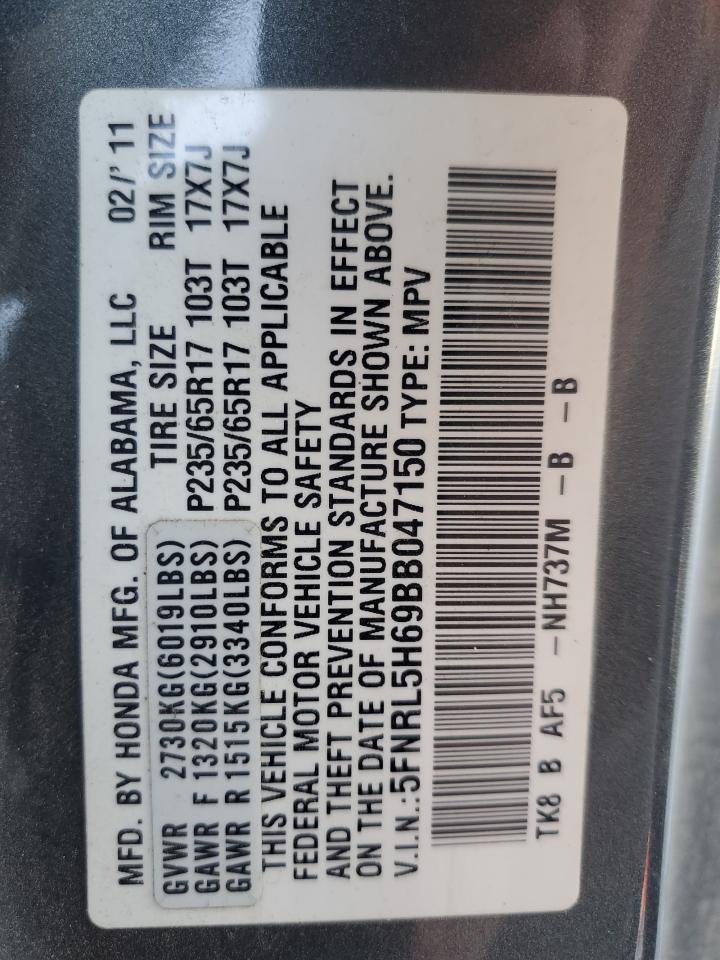 MFD. BY HONDA MFG. OF ALABAMA, LLC 02/'11
TIRE SIZE RIM SIZE
GVWR 2730KG(6019LBS)
GAWR F 1320KG(2910LBS) P235/65R17 103T 17X7J
GAWR R 1515KG(3340LBS) P235/65R17 103T 17X7J
THIS VEHICLE CONFORMS TO ALL APPLICABLE
FEDERAL MOTOR VEHICLE SAFETY
AND THEFT PREVENTION STANDARDS IN EFFECT
ON THE DATE OF MANUFACTURE SHOWN ABOVE.
V.I.N.:5FNRL5H69BB047150 TYPE: MPV
TK8 B AF5 -NH737M -B -B